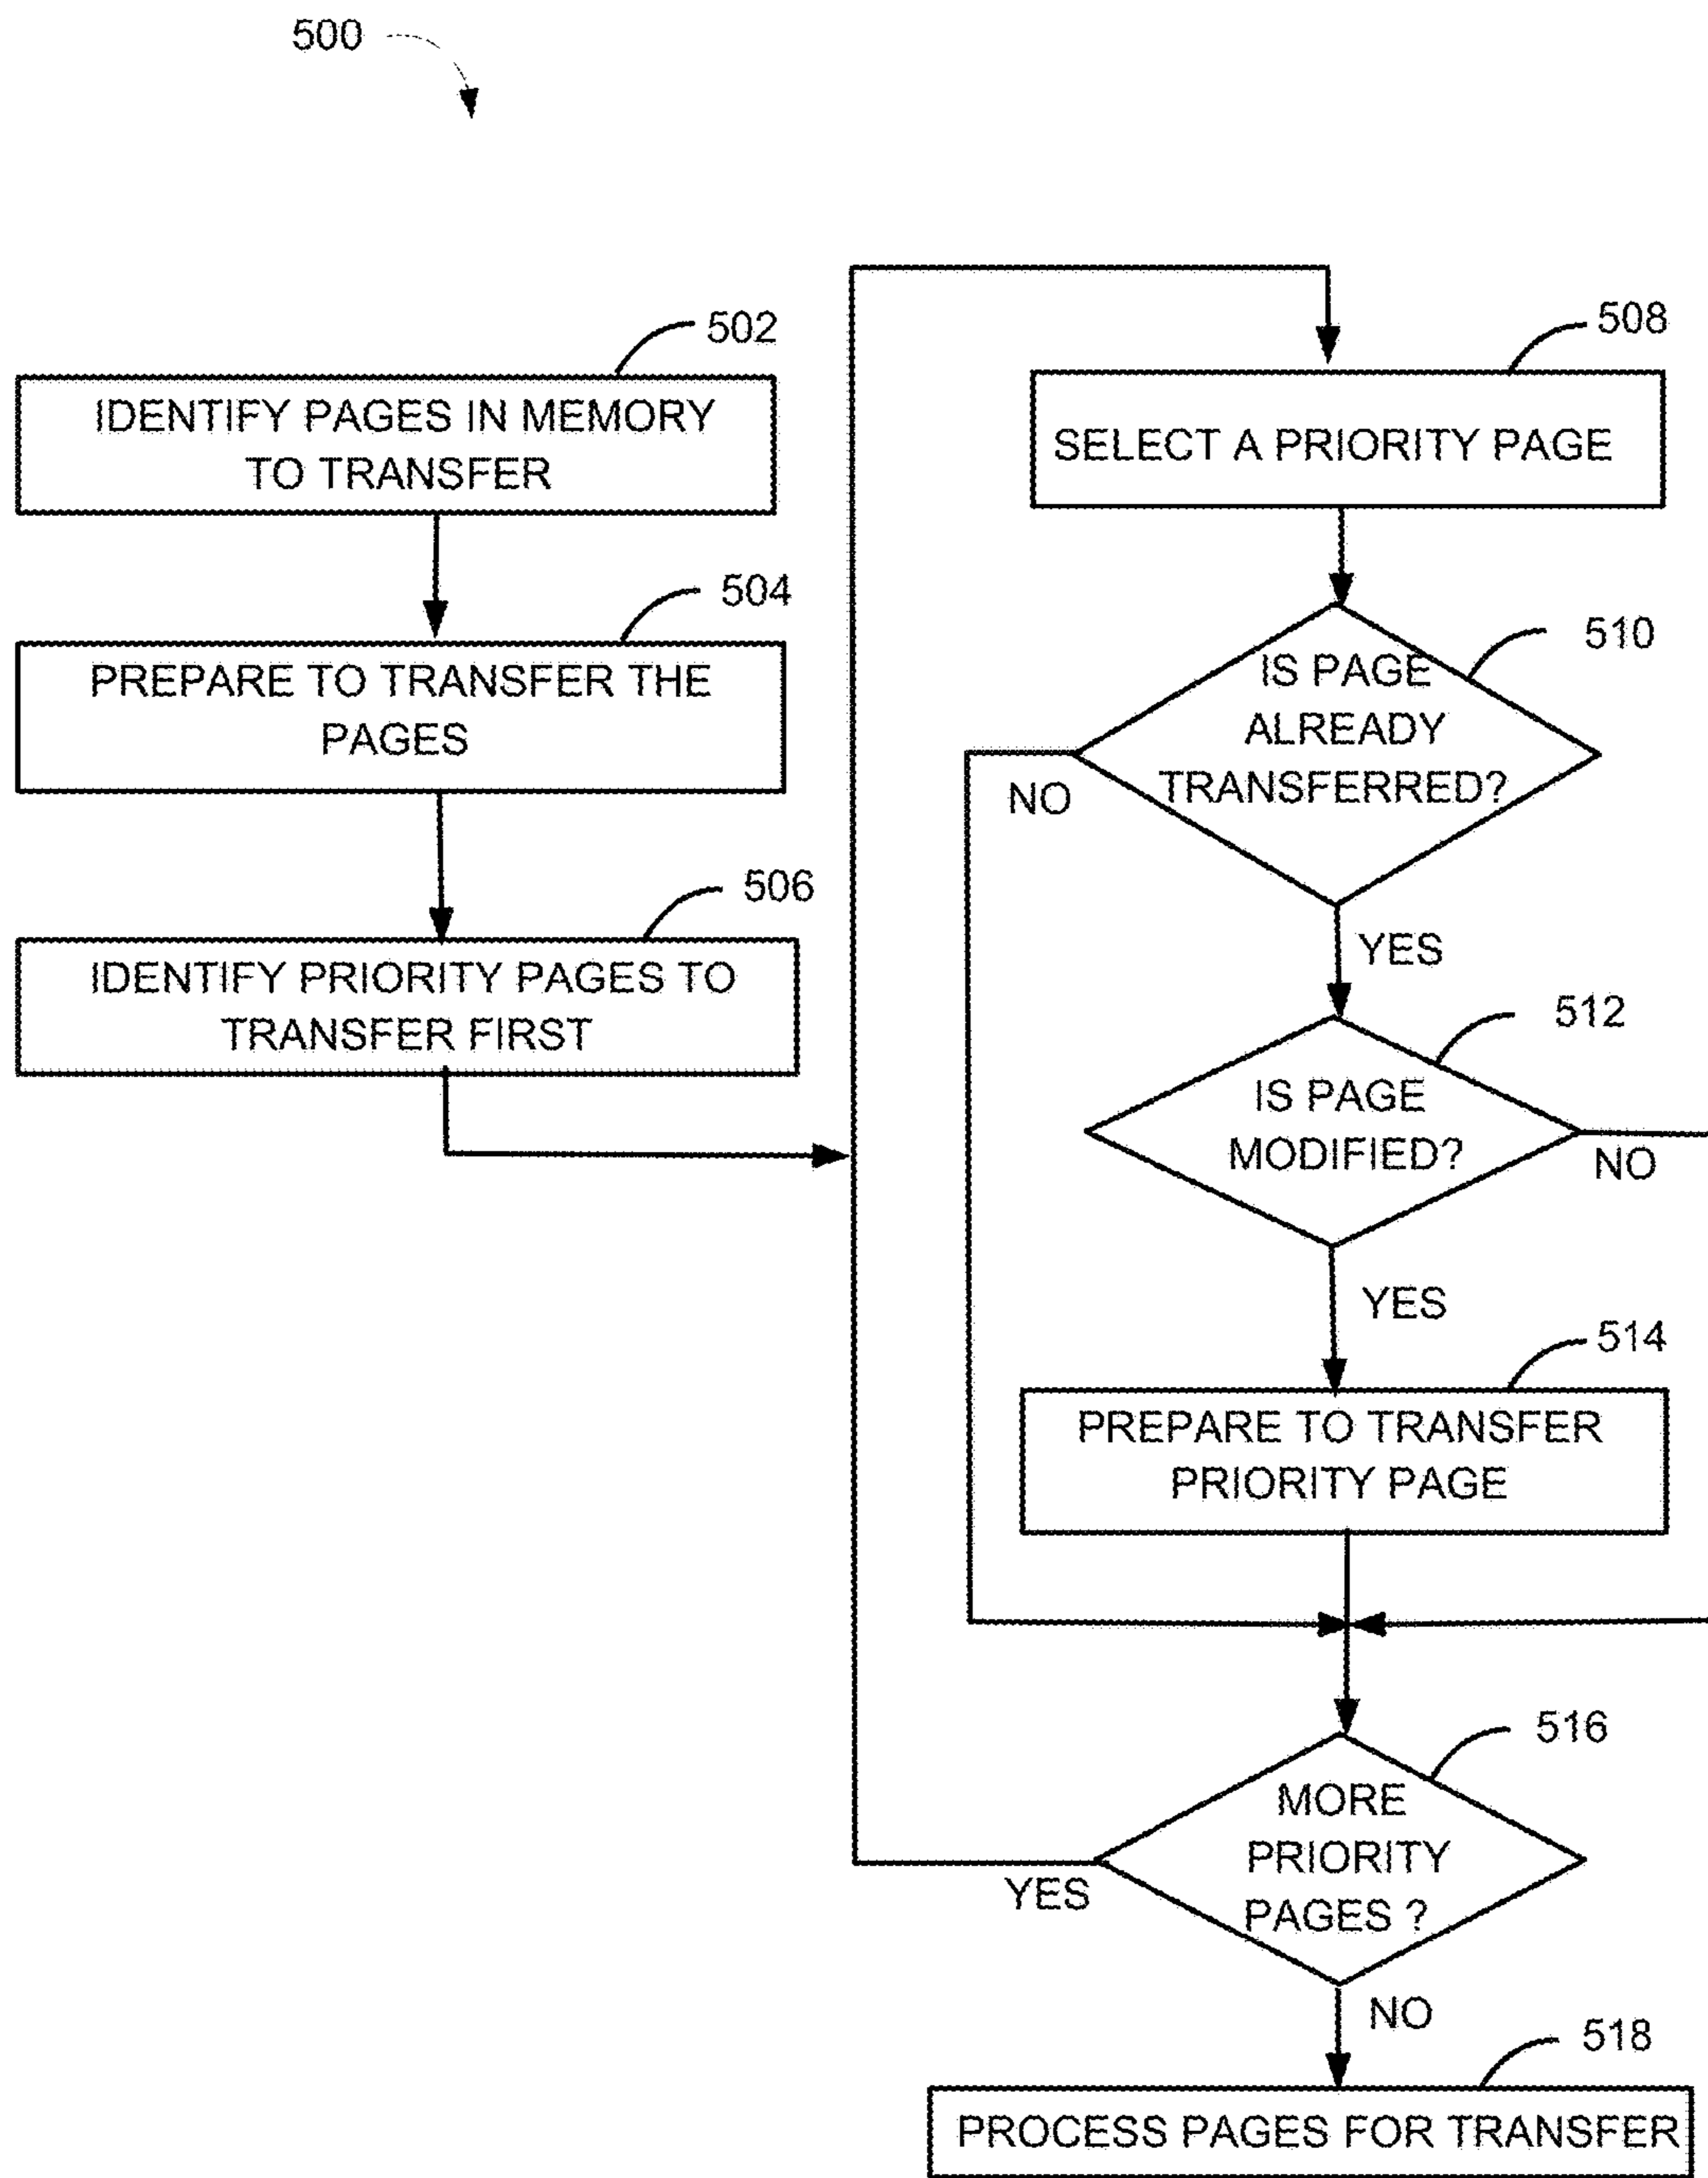 500
502
IDENTIFY PAGES IN MEMORY
TO TRANSFER
504
PREPARE TO TRANSFER THE
PAGES
506
IDENTIFY PRIORITY PAGES TO
TRANSFER FIRST
508
SELECT A PRIORITY PAGE
510
IS PAGE
ALREADY
TRANSFERRED?
NO
YES
512
IS PAGE
MODIFIED?
NO
YES
514
PREPARE TO TRANSFER
PRIORITY PAGE
516
MORE
PRIORITY
PAGES ?
YES
NO
518
PROCESS PAGES FOR TRANSFER